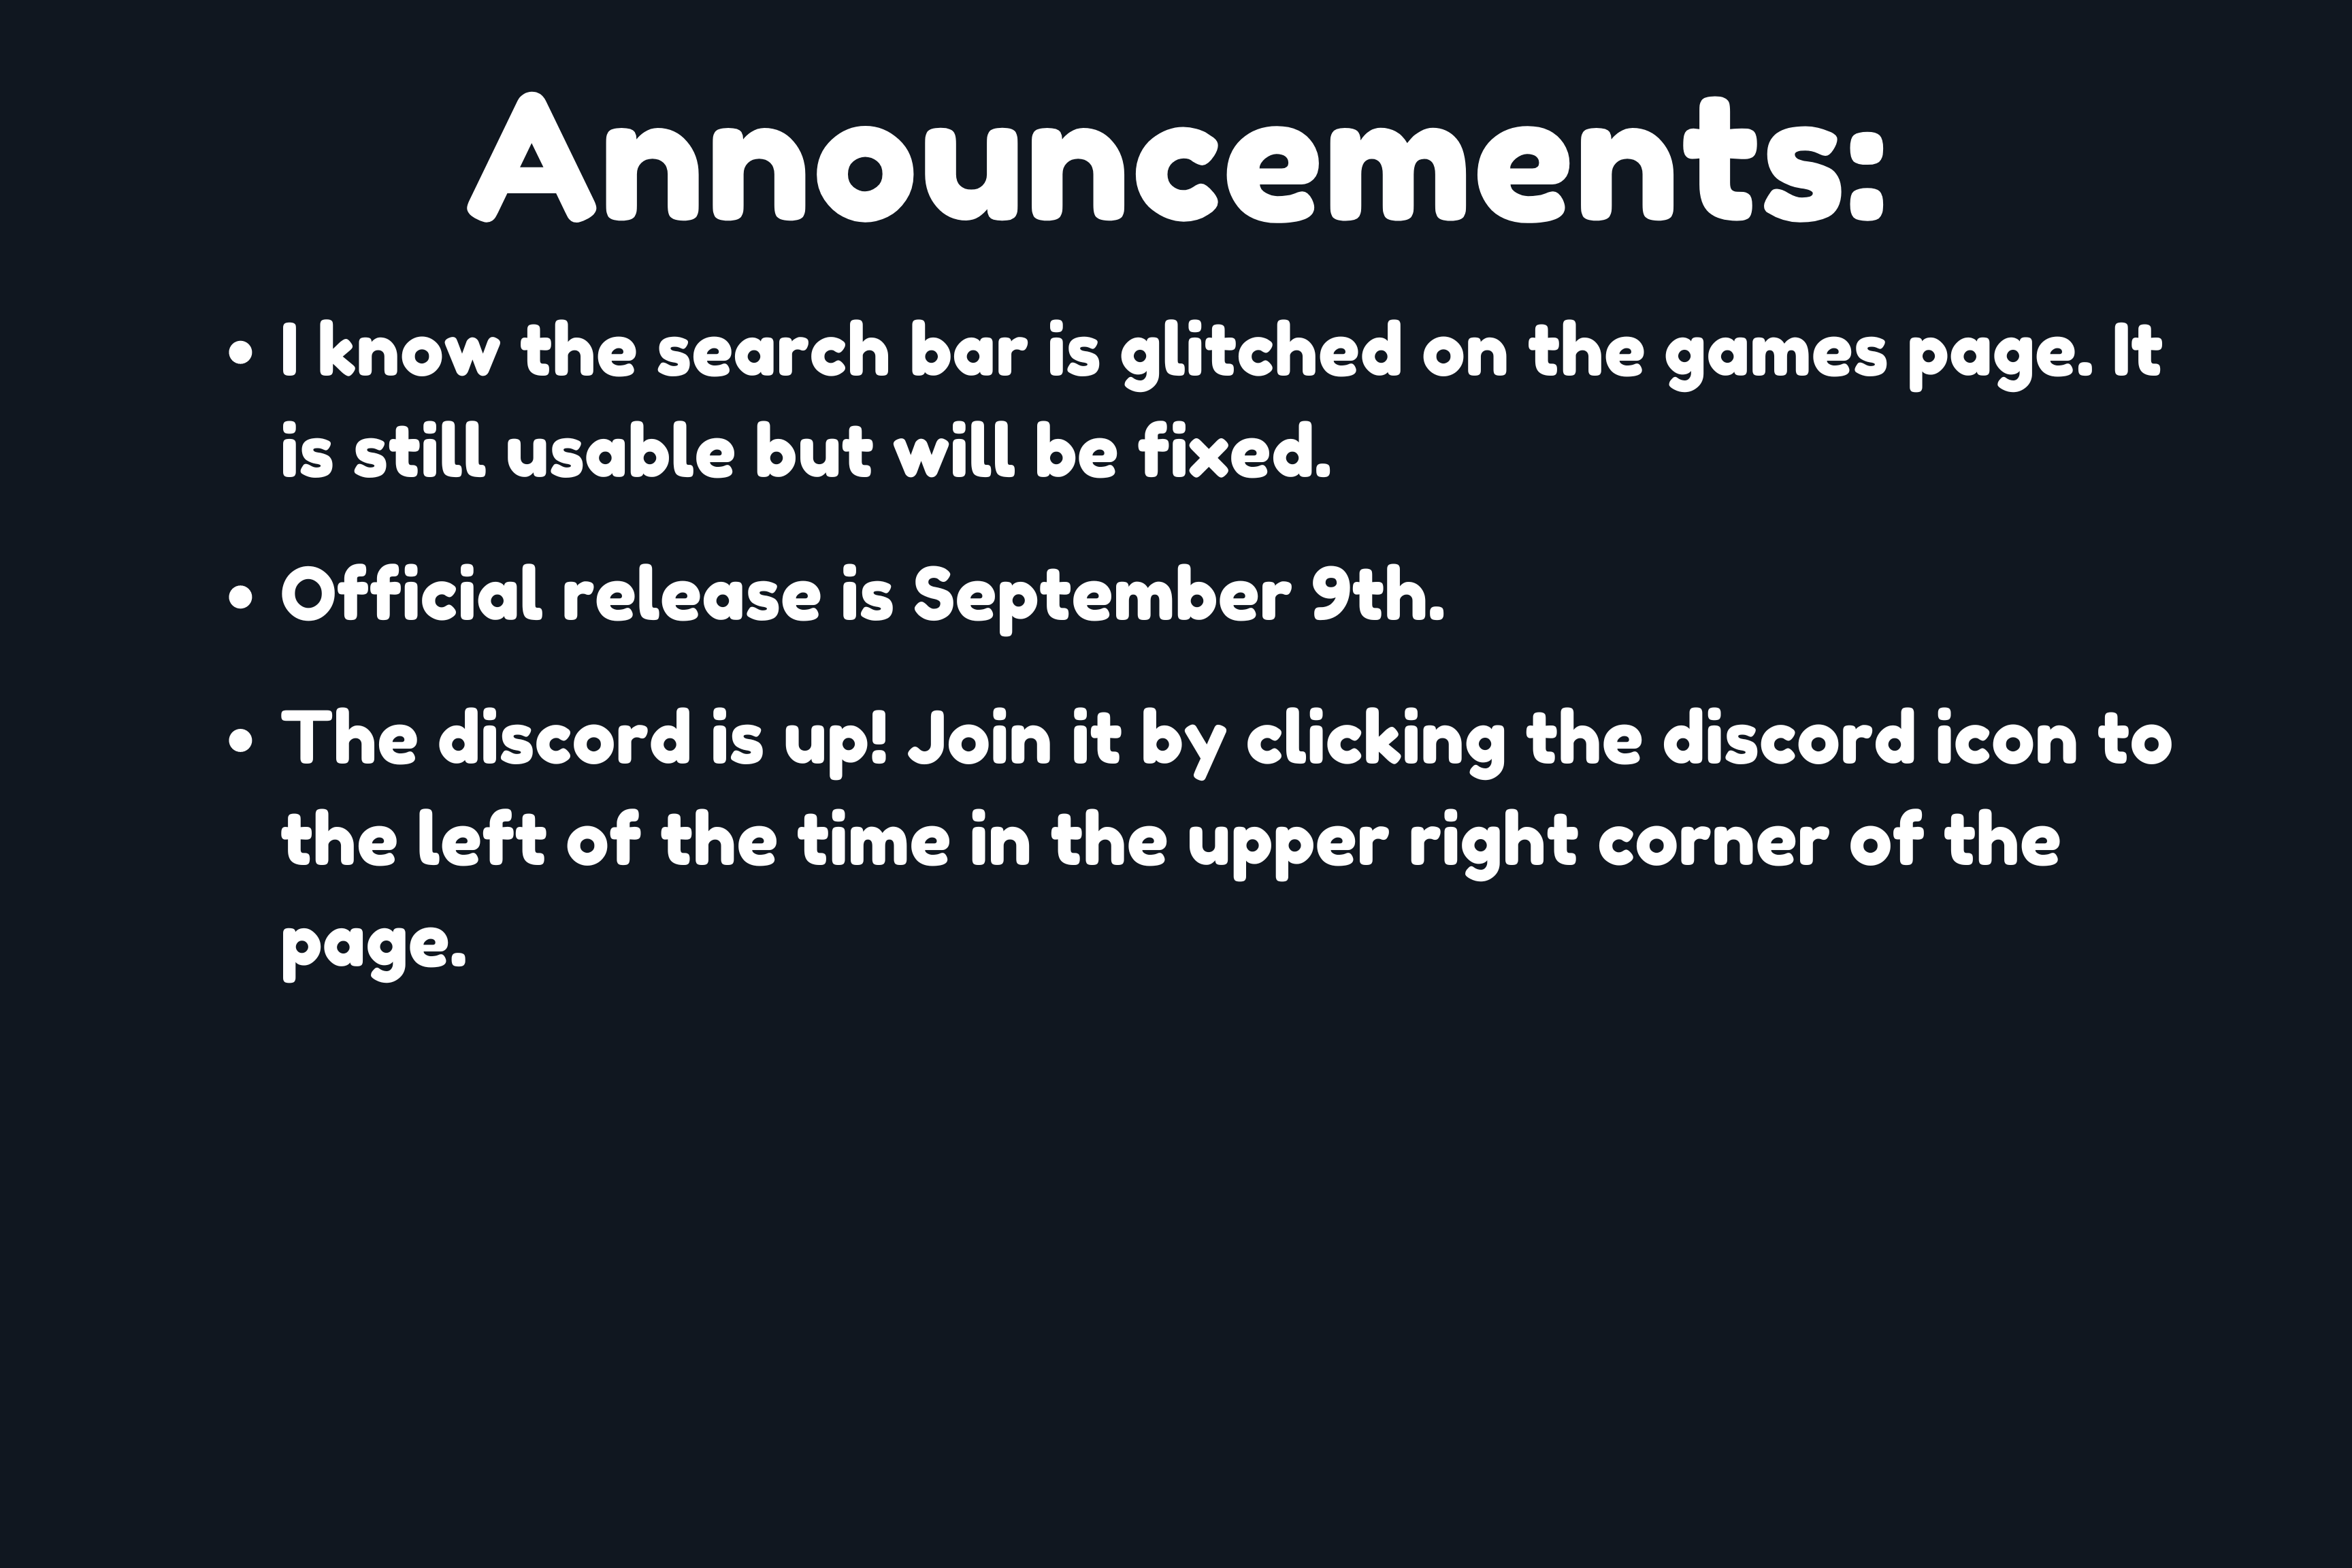 Announcements:
• I know the search bar is glitched on the games page. It
is still usable but will be fixed.
• Official release is September 9th.
• The discord is up! Join it by clicking the discord icon to
the left of the time in the upper right corner of the
page.